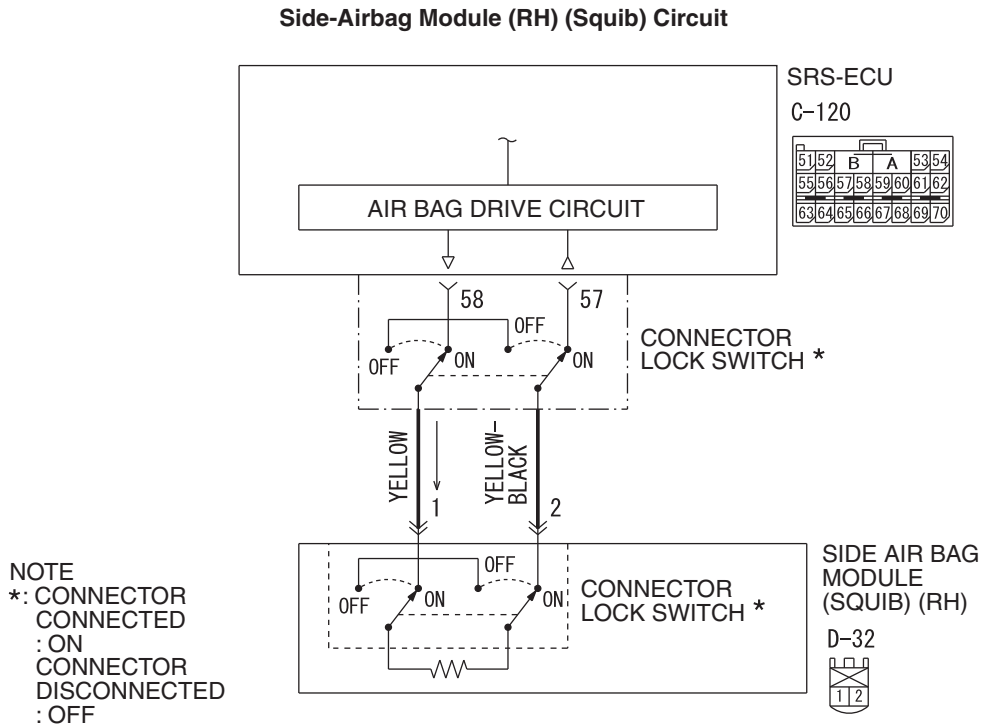 Side-Airbag Module (RH) (Squib) Circuit
SRS-ECU
C-120
51 52 B A 53 54
55 56 57 58 59 60 61 62
63 64 65 66 67 68 69 70
AIR BAG DRIVE CIRCUIT
58
57
OFF
OFF
ON
ON
CONNECTOR
LOCK SWITCH *
YELLOW
YELLOW-
BLACK
1
2
OFF
OFF
ON
ON
CONNECTOR
LOCK SWITCH *
SIDE AIR BAG
MODULE
(SQUIB) (RH)
D-32
1 2
NOTE
*: CONNECTOR
CONNECTED
: ON
CONNECTOR
DISCONNECTED
: OFF